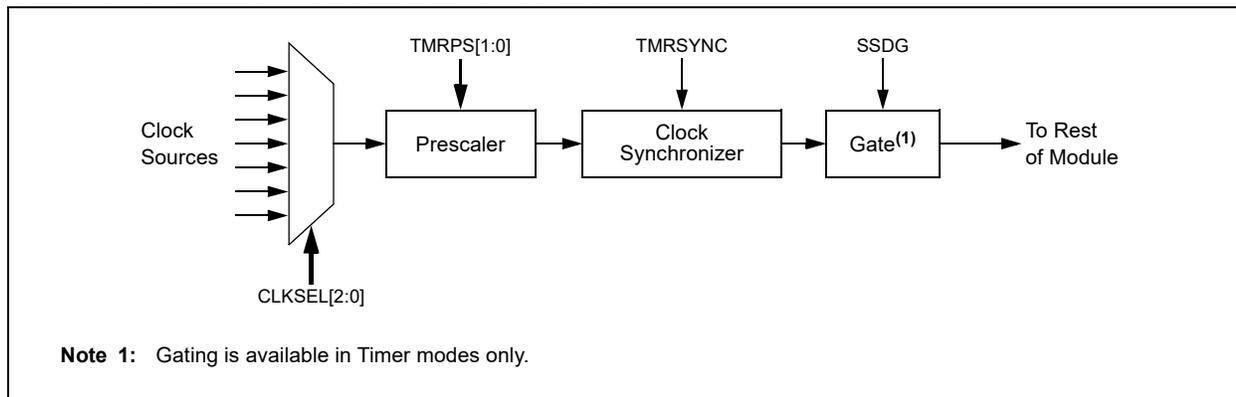 TMRPS[1:0]
TMRSYNC
SSDG
Clock
Sources
Prescaler
Clock
Synchronizer
Gate(1)
To Rest
of Module
CLKSEL[2:0]
Note 1: Gating is available in Timer modes only.